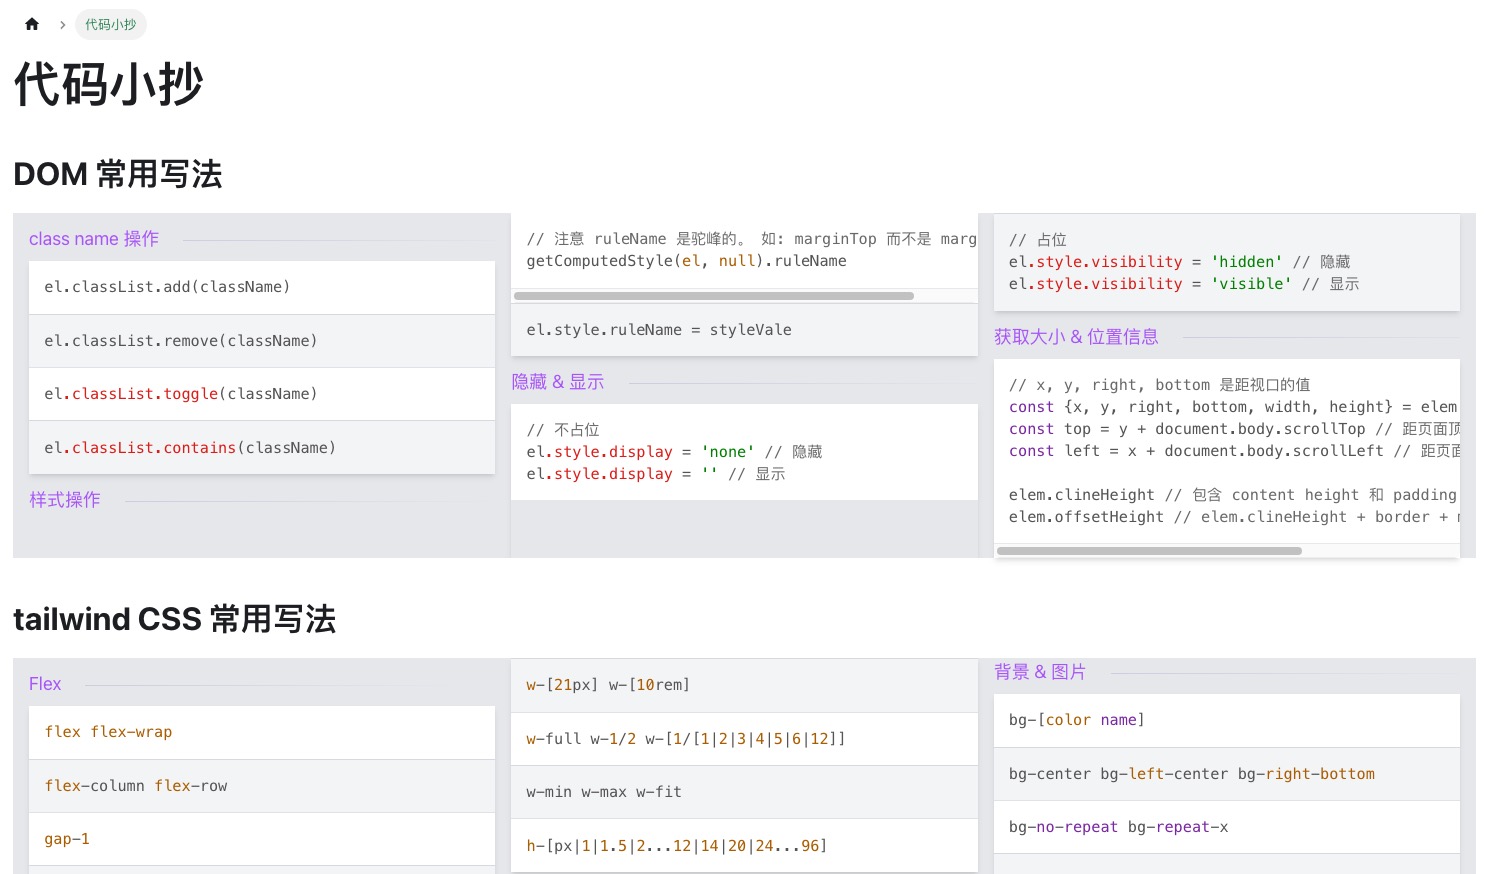 代码小抄
代码小抄
DOM 常用写法
class name 操作
el.classList.add(className)
el.classList.remove(className)
el.classList.toggle(className)
el.classList.contains(className)
样式操作
// 注意 ruleName 是驼峰的。 如: marginTop 而不是 marg
getComputedStyle(el, null).ruleName
el.style.ruleName = styleVale
隐藏 & 显示
// 不占位
el.style.display = 'none' // 隐藏
el.style.display = '' // 显示
// 占位
el.style.visibility = 'hidden' // 隐藏
el.style.visibility = 'visible' // 显示
获取大小 & 位置信息
// x, y, right, bottom 是距视口的值
const {x, y, right, bottom, width, height} = elem
const top = y + document.body.scrollTop // 距页面顶
const left = x + document.body.scrollLeft // 距页面
elem.clineHeight // 包含 content height 和 padding
elem.offsetHeight // elem.clineHeight + border +
tailwind CSS 常用写法
Flex
flex flex-wrap
flex-column flex-row
gap-1
w-[21px] w-[10rem]
w-full w-1/2 w-[1/[1|2|3|4|5|6|12]]
w-min w-max w-fit
h-[px|1|1.5|2...12|14|20|24...96]
背景 & 图片
bg-[color name]
bg-center bg-left-center bg-right-bottom
bg-no-repeat bg-repeat-x